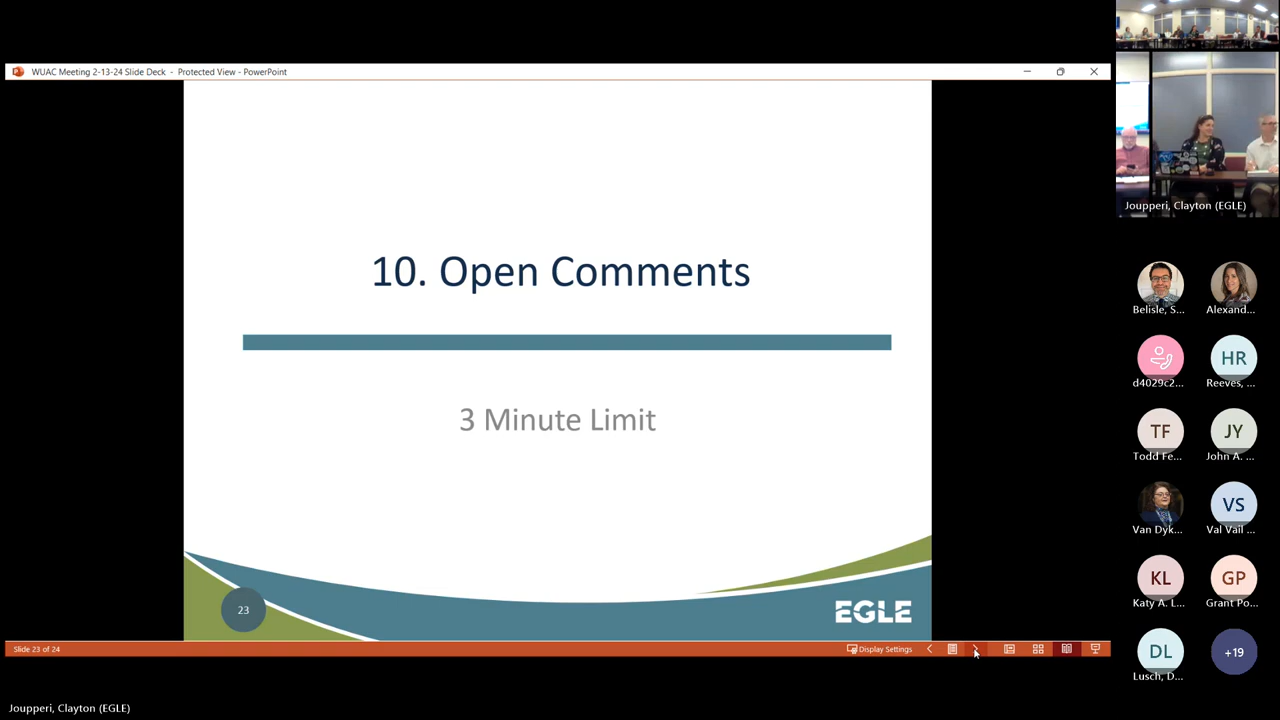 WUAC Meeting 2-13-24 Slide Deck - Protected View - PowerPoint
10. Open Comments
3 Minute Limit
23
EGLE
Slide 23 of 24
Display Settings
Joupperi, Clayton (EGLE)
Joupperi, Clayton (EGLE)
Belisle, S...
Alexand...
d4029c2...
HR
Reeves, ...
TF
Todd Fe...
JY
John A. ...
Van Dyk...
VS
Val Vail ...
KL
Katy A. L...
GP
Grant Po...
DL
Lusch, D...
+19